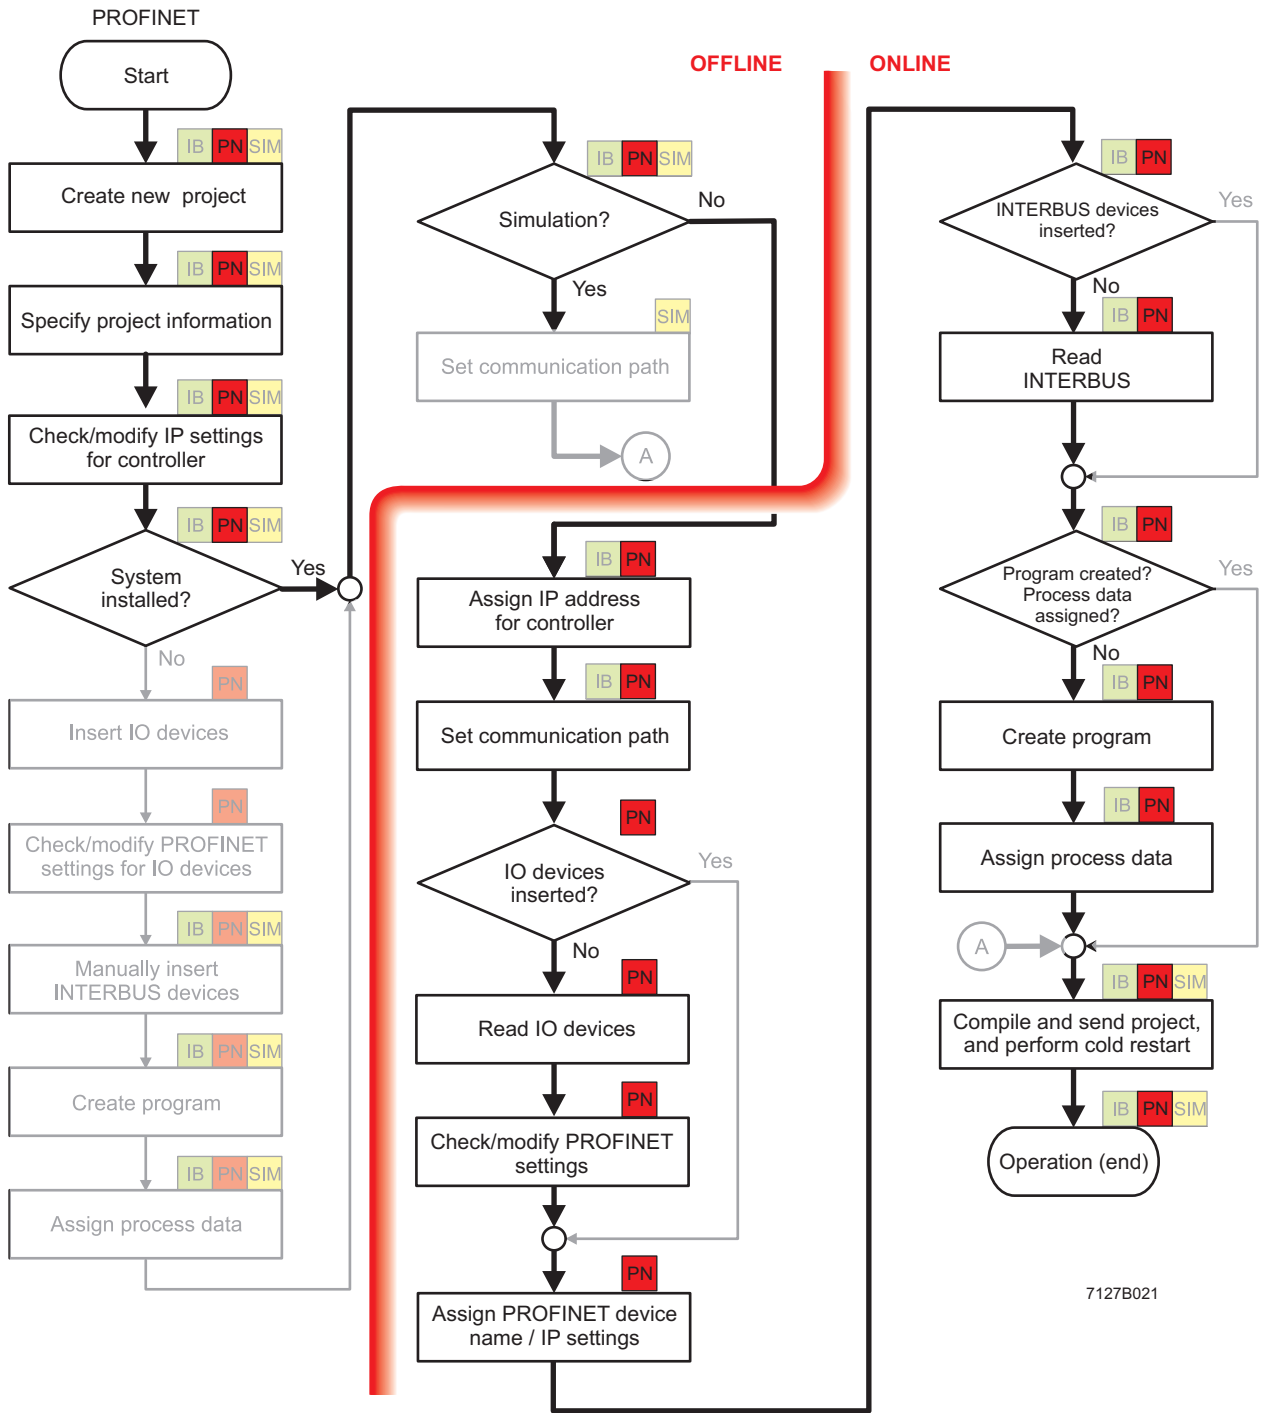 PROFINET
Start
IB PN SIM
Create new project
IB PN SIM
Specify project information
IB PN SIM
Check/modify IP settings
for controller
IB PN SIM
System
installed?
Yes
No
PN
Insert IO devices
PN
Check/modify PROFINET
settings for IO devices
IB PN SIM
Manually insert
INTERBUS devices
IB PN SIM
Create program
IB PN SIM
Assign process data
OFFLINE
ONLINE
IB PN SIM
Simulation?
No
Yes
SIM
Set communication path
A
IB PN
Assign IP address
for controller
IB PN
Set communication path
PN
IO devices
inserted?
Yes
No
PN
Read IO devices
PN
Check/modify PROFINET
settings
PN
Assign PROFINET device
name / IP settings
IB PN
INTERBUS devices
inserted?
Yes
No
IB PN
Read
INTERBUS
IB PN
Program created?
Process data
assigned?
Yes
No
IB PN
Create program
IB PN
Assign process data
A
IB PN SIM
Compile and send project,
and perform cold restart
IB PN SIM
Operation (end)
7127B021